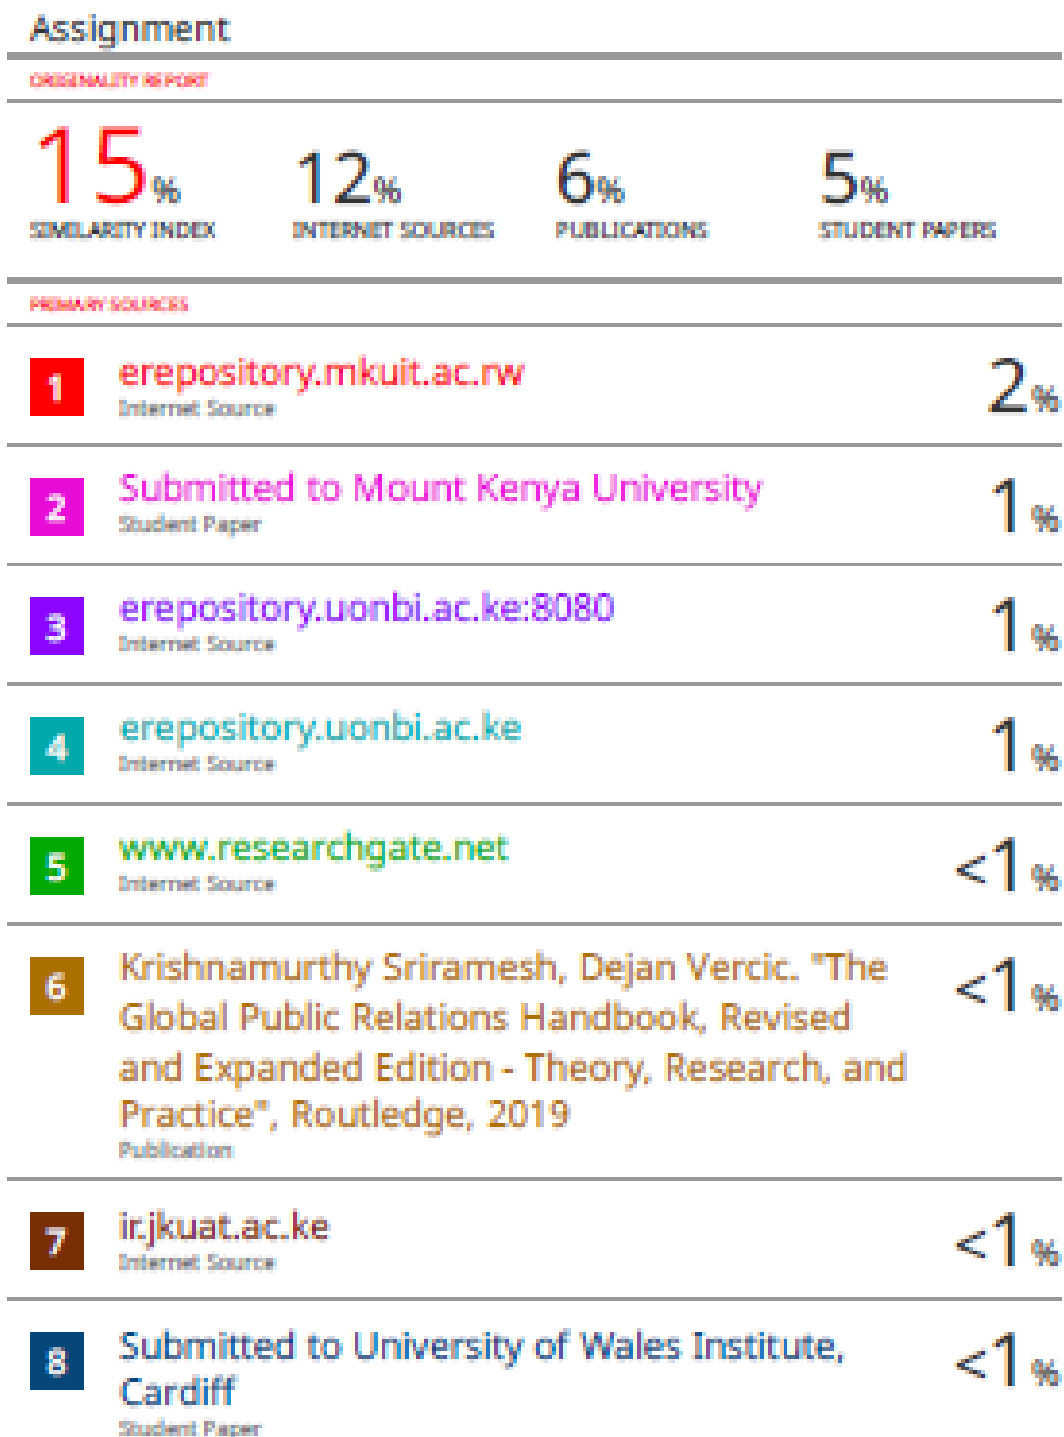 Assignment
ORIGINALITY REPORT
15% 12% 6% 5%
SIMILARITY INDEX INTERNET SOURCES PUBLICATIONS STUDENT PAPERS
PRIMARY SOURCES
1 erepository.mkuit.ac.rw 2%
Internet Source
2 Submitted to Mount Kenya University 1%
Student Paper
3 erepository.uonbi.ac.ke:8080 1%
Internet Source
4 erepository.uonbi.ac.ke 1%
Internet Source
5 www.researchgate.net <1%
Internet Source
6 Krishnamurthy Sriramesh, Dejan Vercic. "The <1%
Global Public Relations Handbook, Revised
and Expanded Edition - Theory, Research, and
Practice", Routledge, 2019
Publication
7 ir.jkuat.ac.ke <1%
Internet Source
8 Submitted to University of Wales Institute, <1%
Cardiff
Student Paper